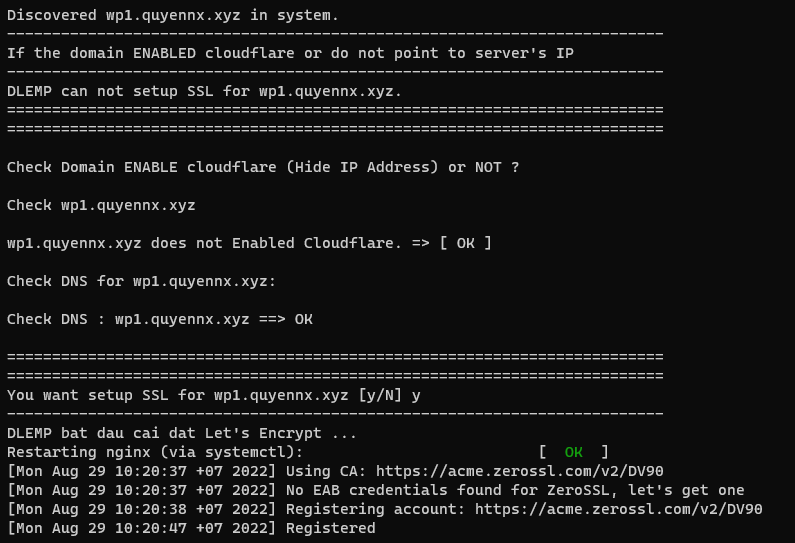 Discovered wp1.quyennx.xyz in system.
-------------------------------------------------------------------------
If the domain ENABLED cloudflare or do not point to server's IP
-------------------------------------------------------------------------
DLEMP can not setup SSL for wp1.quyennx.xyz.
=========================================================================
=========================================================================
Check Domain ENABLE cloudflare (Hide IP Address) or NOT ?
Check wp1.quyennx.xyz
wp1.quyennx.xyz does not Enabled Cloudflare. => [ OK ]
Check DNS for wp1.quyennx.xyz:
Check DNS : wp1.quyennx.xyz ==> OK
=========================================================================
=========================================================================
You want setup SSL for wp1.quyennx.xyz [y/N] y
-------------------------------------------------------------------------
DLEMP bat dau cai dat Let's Encrypt ...
Restarting nginx (via systemctl):                          [  OK  ]
[Mon Aug 29 10:20:37 +07 2022] Using CA: https://acme.zerossl.com/v2/DV90
[Mon Aug 29 10:20:37 +07 2022] No EAB credentials found for ZeroSSL, let's get one
[Mon Aug 29 10:20:38 +07 2022] Registering account: https://acme.zerossl.com/v2/DV90
[Mon Aug 29 10:20:47 +07 2022] Registered